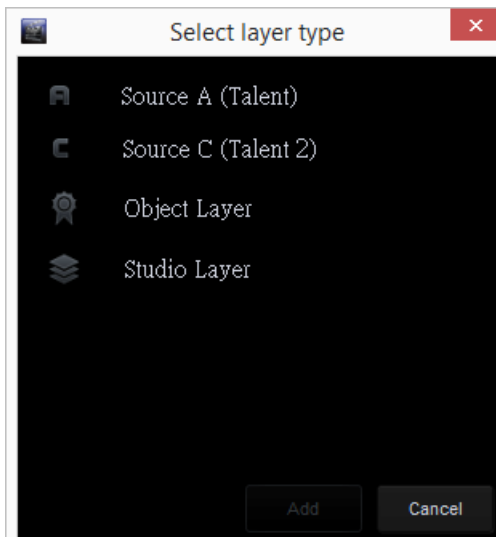 Select layer type
A Source A (Talent)
C Source C (Talent 2)
Object Layer
Studio Layer
Add Cancel